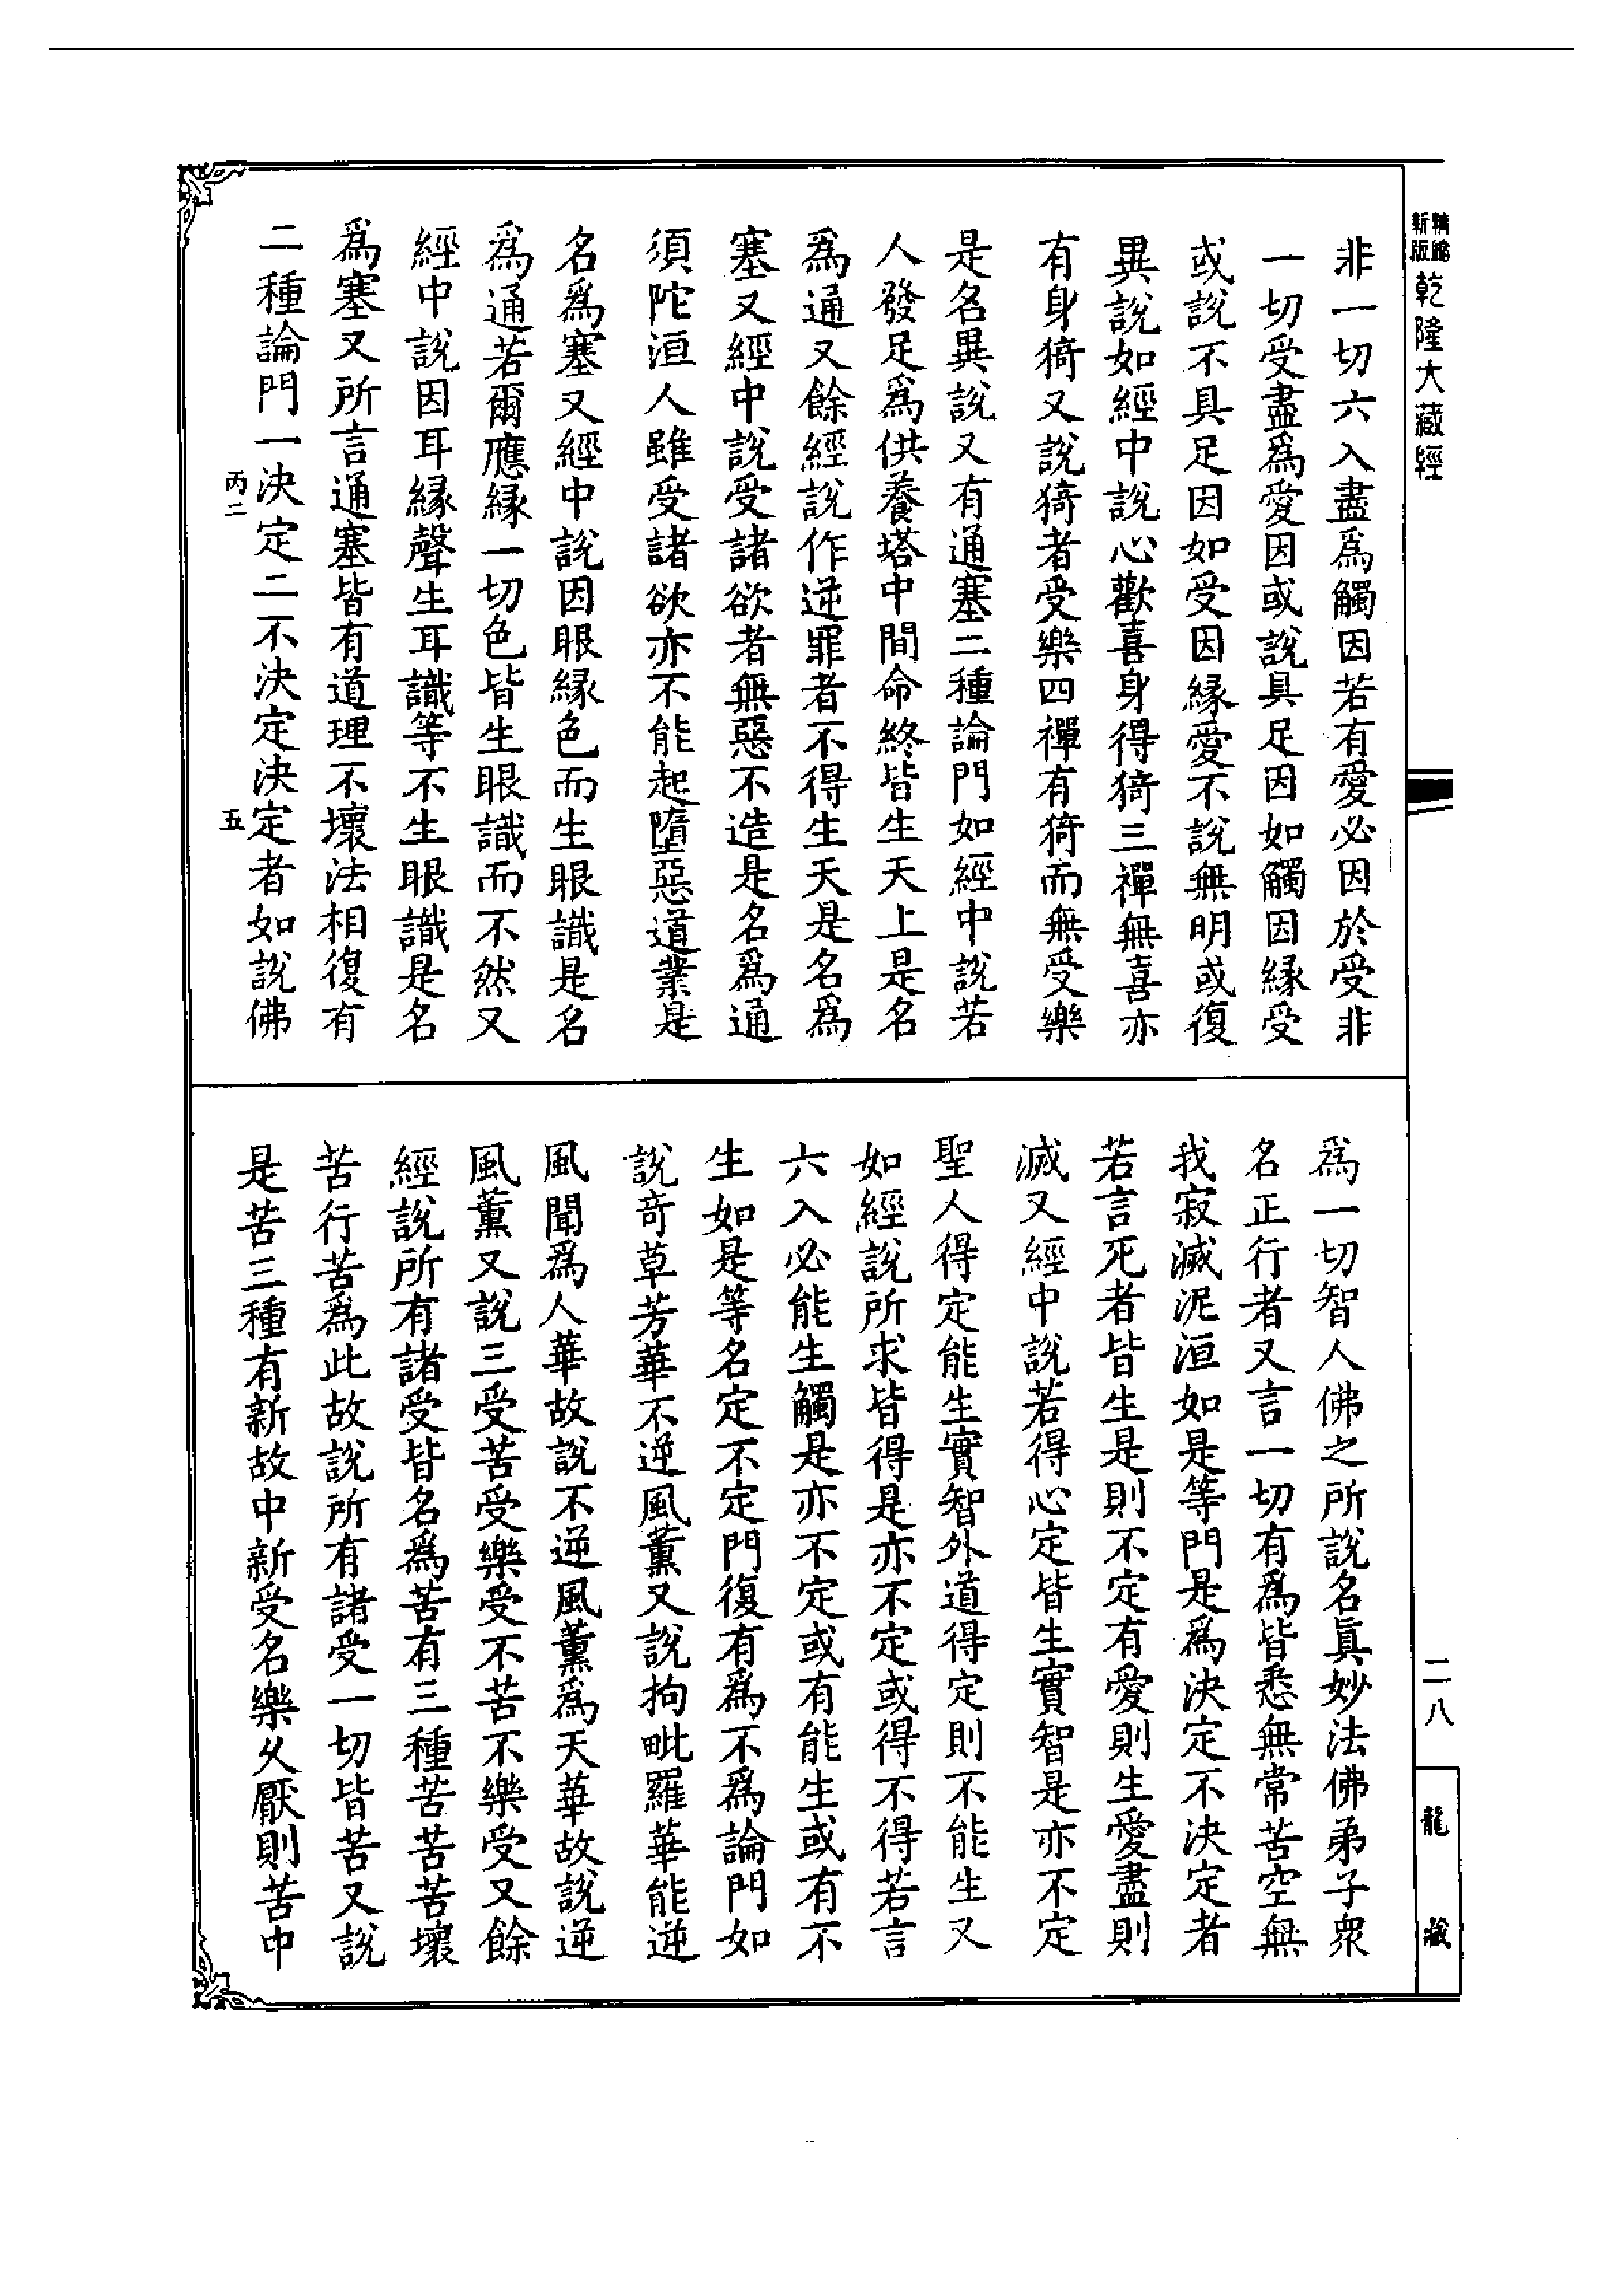 新版
精縮
乾隆大藏經
非一切六入盡爲觸因若有愛必因於受非
一切受盡爲愛因或說具足因如觸因緣受
或說不具足因如受因緣愛不說無明或復
異說如經中說心歡喜身得猗三禪無喜亦
有身猗又說猗者受樂四禪有猗而無受樂
是名異說又有通塞二種論門如經中說若
人發足爲供養塔中間命終皆生天上是名
爲通又餘經說作逆罪者不得生天是名爲
塞又經中說受諸欲者無惡不造是名爲通
須陀洹人雖受諸欲亦不能起墮惡道業是
名爲塞又經中說因眼緣色而生眼識是名
爲通若爾應緣一切色皆生眼識而不然又
經中說因耳緣聲生耳識等不生眼識是名
爲塞又所言通塞皆有道理不壞法相復有
二種論門一決定二不決定決定者如說佛
丙二
五
爲一切智人佛之所說名眞妙法佛弟子衆
名正行者又言一切有爲皆悉無常苦空無
我寂滅泥洹如是等門是爲決定不決定者
若言死者皆生是則不定有愛則生愛盡則
滅又經中說若得心定皆生實智是亦不定
聖人得定能生實智外道得定則不能生又
如經說所求皆得是亦不定或得不得若言
六入必能生觸是亦不定或有能生或有不
生如是等名定不定門復有爲不爲論門如
說奇草芳華不逆風薰又說拘毗羅華能逆
風聞爲人華故說不逆風薰爲天華故說逆
風薰又說三受苦受樂受不苦不樂受又餘
經說所有諸受皆名爲苦有三種苦苦苦壞
苦行苦爲此故說所有諸受一切皆苦又說
是苦三種有新故中新受名樂久厭則苦中
二八
龍藏